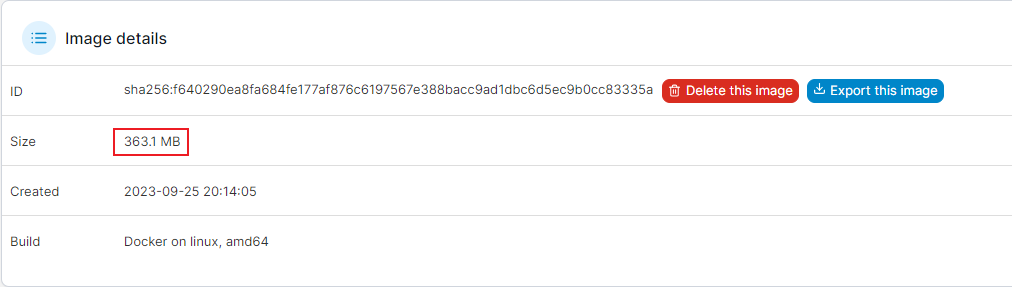 Image details
ID sha256:f640290ea8fa684fe177af876c6197567e388bacc9ad1dbc6d5ec9b0cc83335a Delete this image Export this image
Size 363.1 MB
Created 2023-09-25 20:14:05
Build Docker on linux, amd64